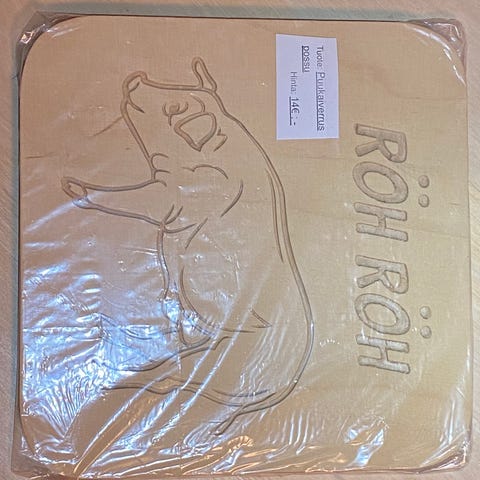 Tuote: Puukaiverrus
possu
Hinta: 14€ :-
RÖH RÖH